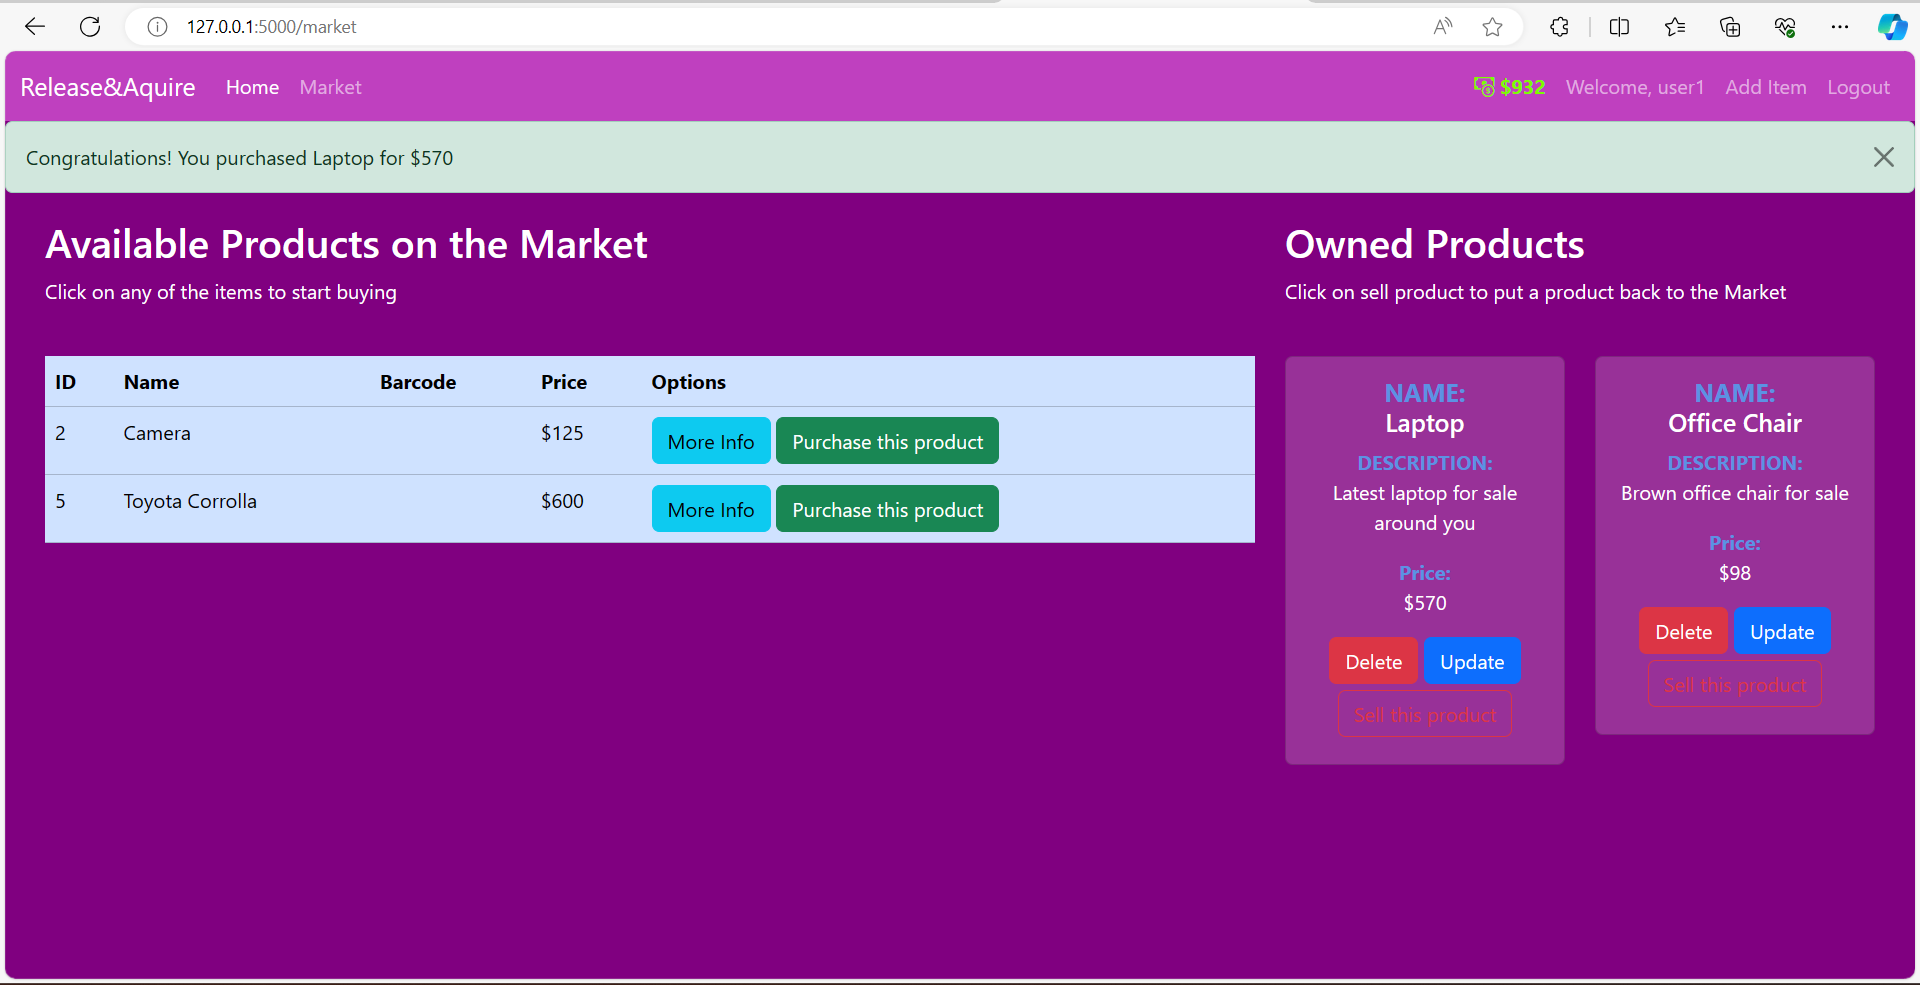 127.0.0.1:5000/market
Release&Aquire Home Market $932 Welcome, user1 Add Item Logout
Congratulations! You purchased Laptop for $570
Available Products on the Market
Click on any of the items to start buying
ID Name Barcode Price Options
2 Camera $125 More Info Purchase this product
5 Toyota Corrolla $600 More Info Purchase this product
Owned Products
Click on sell product to put a product back to the Market
NAME:
Laptop
DESCRIPTION:
Latest laptop for sale
around you
Price:
$570
Delete Update
Sell this product
NAME:
Office Chair
DESCRIPTION:
Brown office chair for sale
Price:
$98
Delete Update
Sell this product